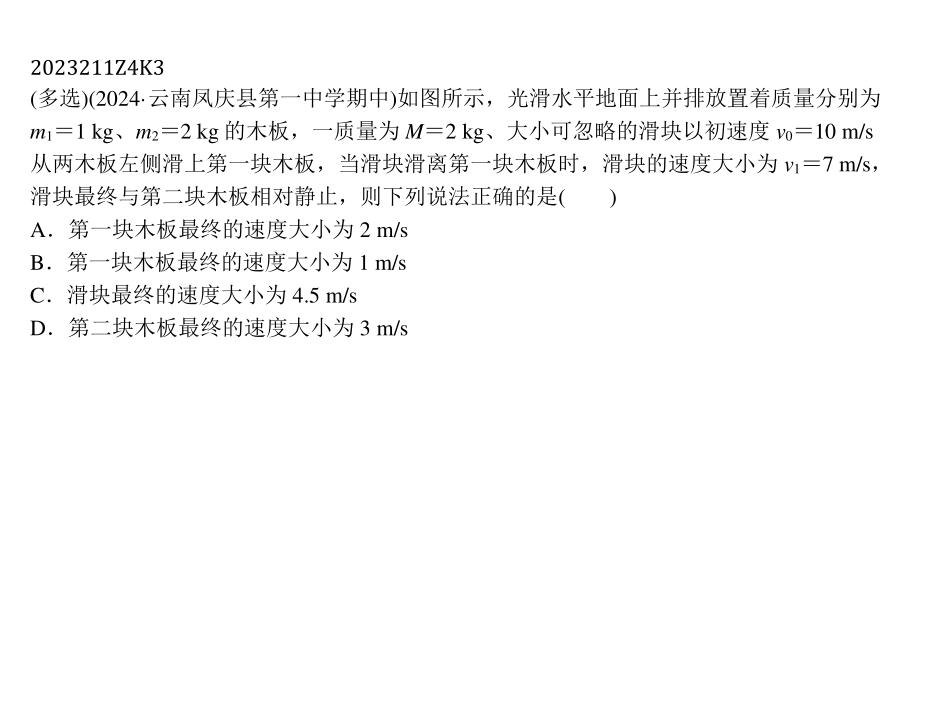 2023211Z4K3
(多选)(2024·云南凤庆县第一中学期中)如图所示，光滑水平地面上并排放置着质量分别为
m₁＝1 kg、m₂＝2 kg 的木板，一质量为 M＝2 kg、大小可忽略的滑块以初速度 v₀＝10 m/s
从两木板左侧滑上第一块木板，当滑块滑离第一块木板时，滑块的速度大小为 v₁＝7 m/s，
滑块最终与第二块木板相对静止，则下列说法正确的是(　　)
A．第一块木板最终的速度大小为 2 m/s
B．第一块木板最终的速度大小为 1 m/s
C．滑块最终的速度大小为 4.5 m/s
D．第二块木板最终的速度大小为 3 m/s